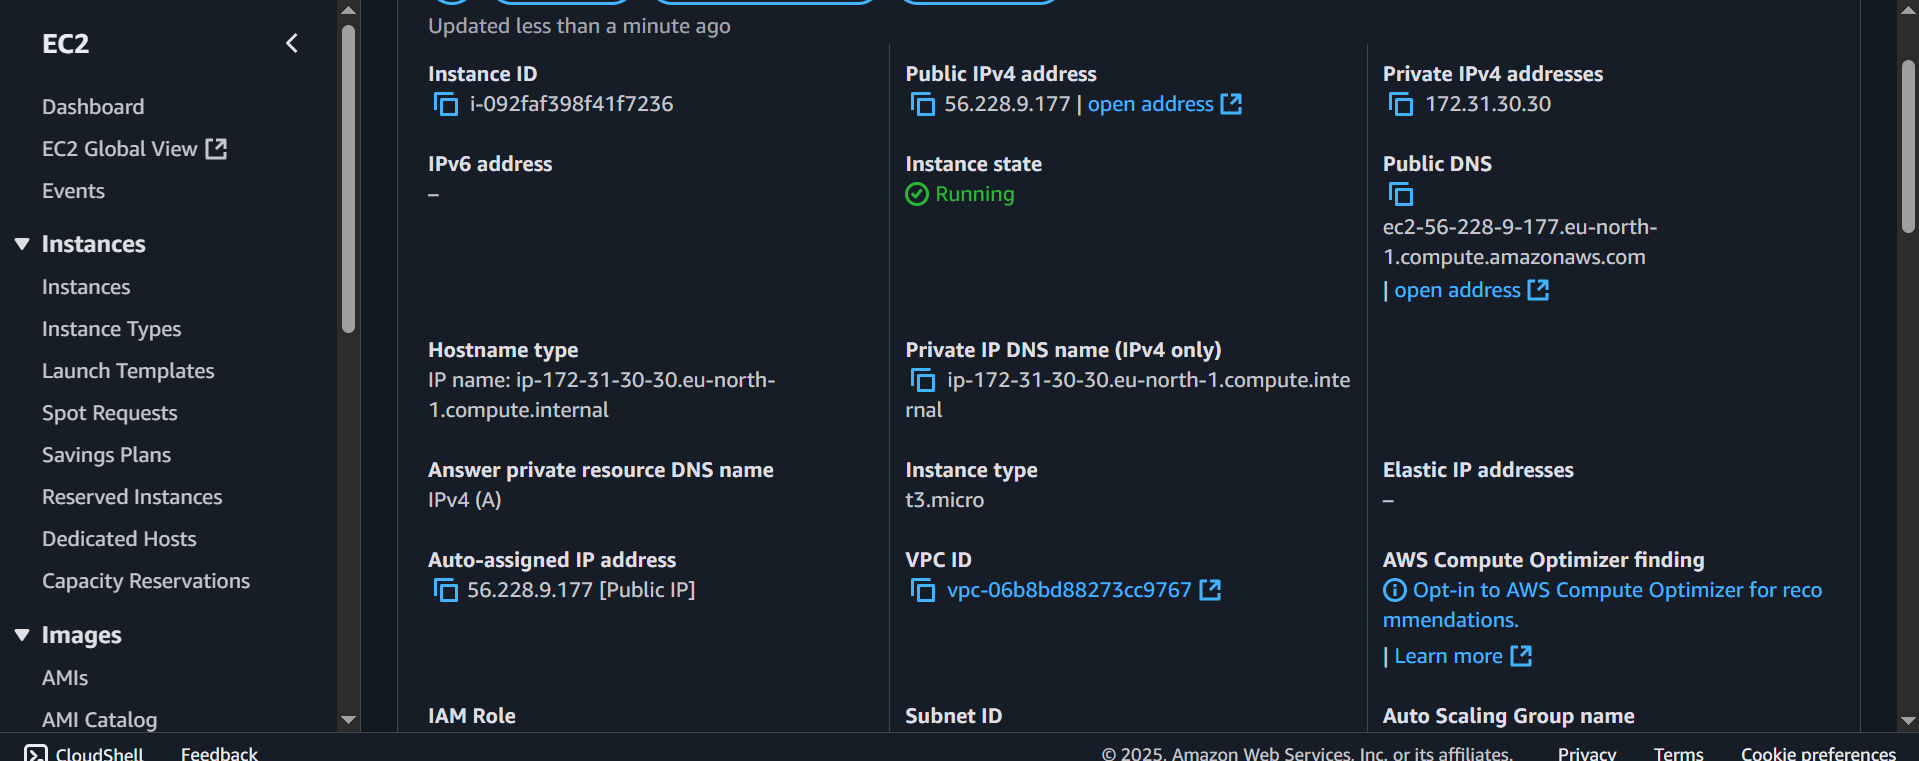 EC2
Dashboard
EC2 Global View
Events
Instances
Instances
Instance Types
Launch Templates
Spot Requests
Savings Plans
Reserved Instances
Dedicated Hosts
Capacity Reservations
Images
AMIs
AMI Catalog
Updated less than a minute ago
Instance ID
i-092faf398f41f7236
Public IPv4 address
56.228.9.177 | open address
Private IPv4 addresses
172.31.30.30
IPv6 address
–
Instance state
Running
Public DNS
ec2-56-228-9-177.eu-north-
1.compute.amazonaws.com
| open address
Hostname type
IP name: ip-172-31-30-30.eu-north-
1.compute.internal
Private IP DNS name (IPv4 only)
ip-172-31-30-30.eu-north-1.compute.inte
rnal
Answer private resource DNS name
IPv4 (A)
Instance type
t3.micro
Elastic IP addresses
–
Auto-assigned IP address
56.228.9.177 [Public IP]
VPC ID
vpc-06b8bd88273cc9767
AWS Compute Optimizer finding
Opt-in to AWS Compute Optimizer for reco
mmendations.
| Learn more
IAM Role
Subnet ID
Auto Scaling Group name
CloudShell
Feedback
© 2025, Amazon Web Services, Inc. or its affiliates.
Privacy
Terms
Cookie preferences